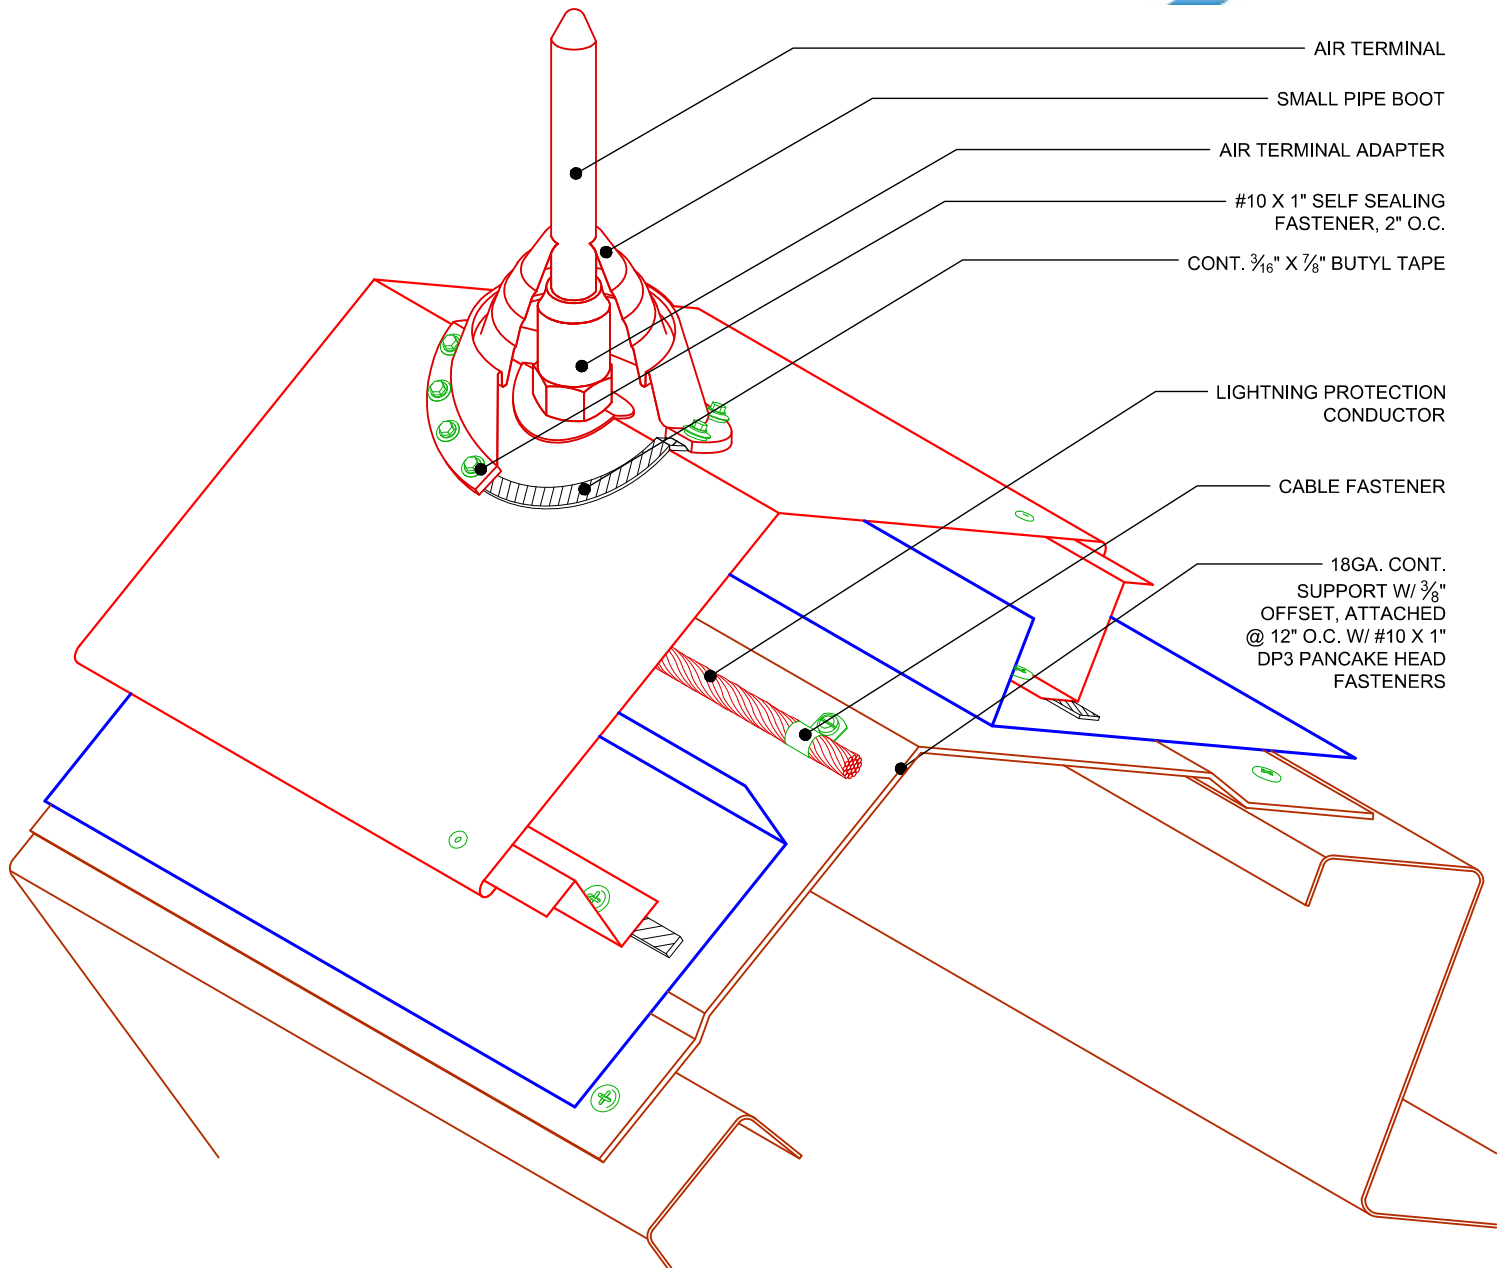 AIR TERMINAL
SMALL PIPE BOOT
AIR TERMINAL ADAPTER
#10 X 1" SELF SEALING
FASTENER, 2" O.C.
CONT. 3/16" X 7/8" BUTYL TAPE
LIGHTNING PROTECTION
CONDUCTOR
CABLE FASTENER
18GA. CONT.
SUPPORT W/ 3/8"
OFFSET, ATTACHED
@ 12" O.C. W/ #10 X 1"
DP3 PANCAKE HEAD
FASTENERS